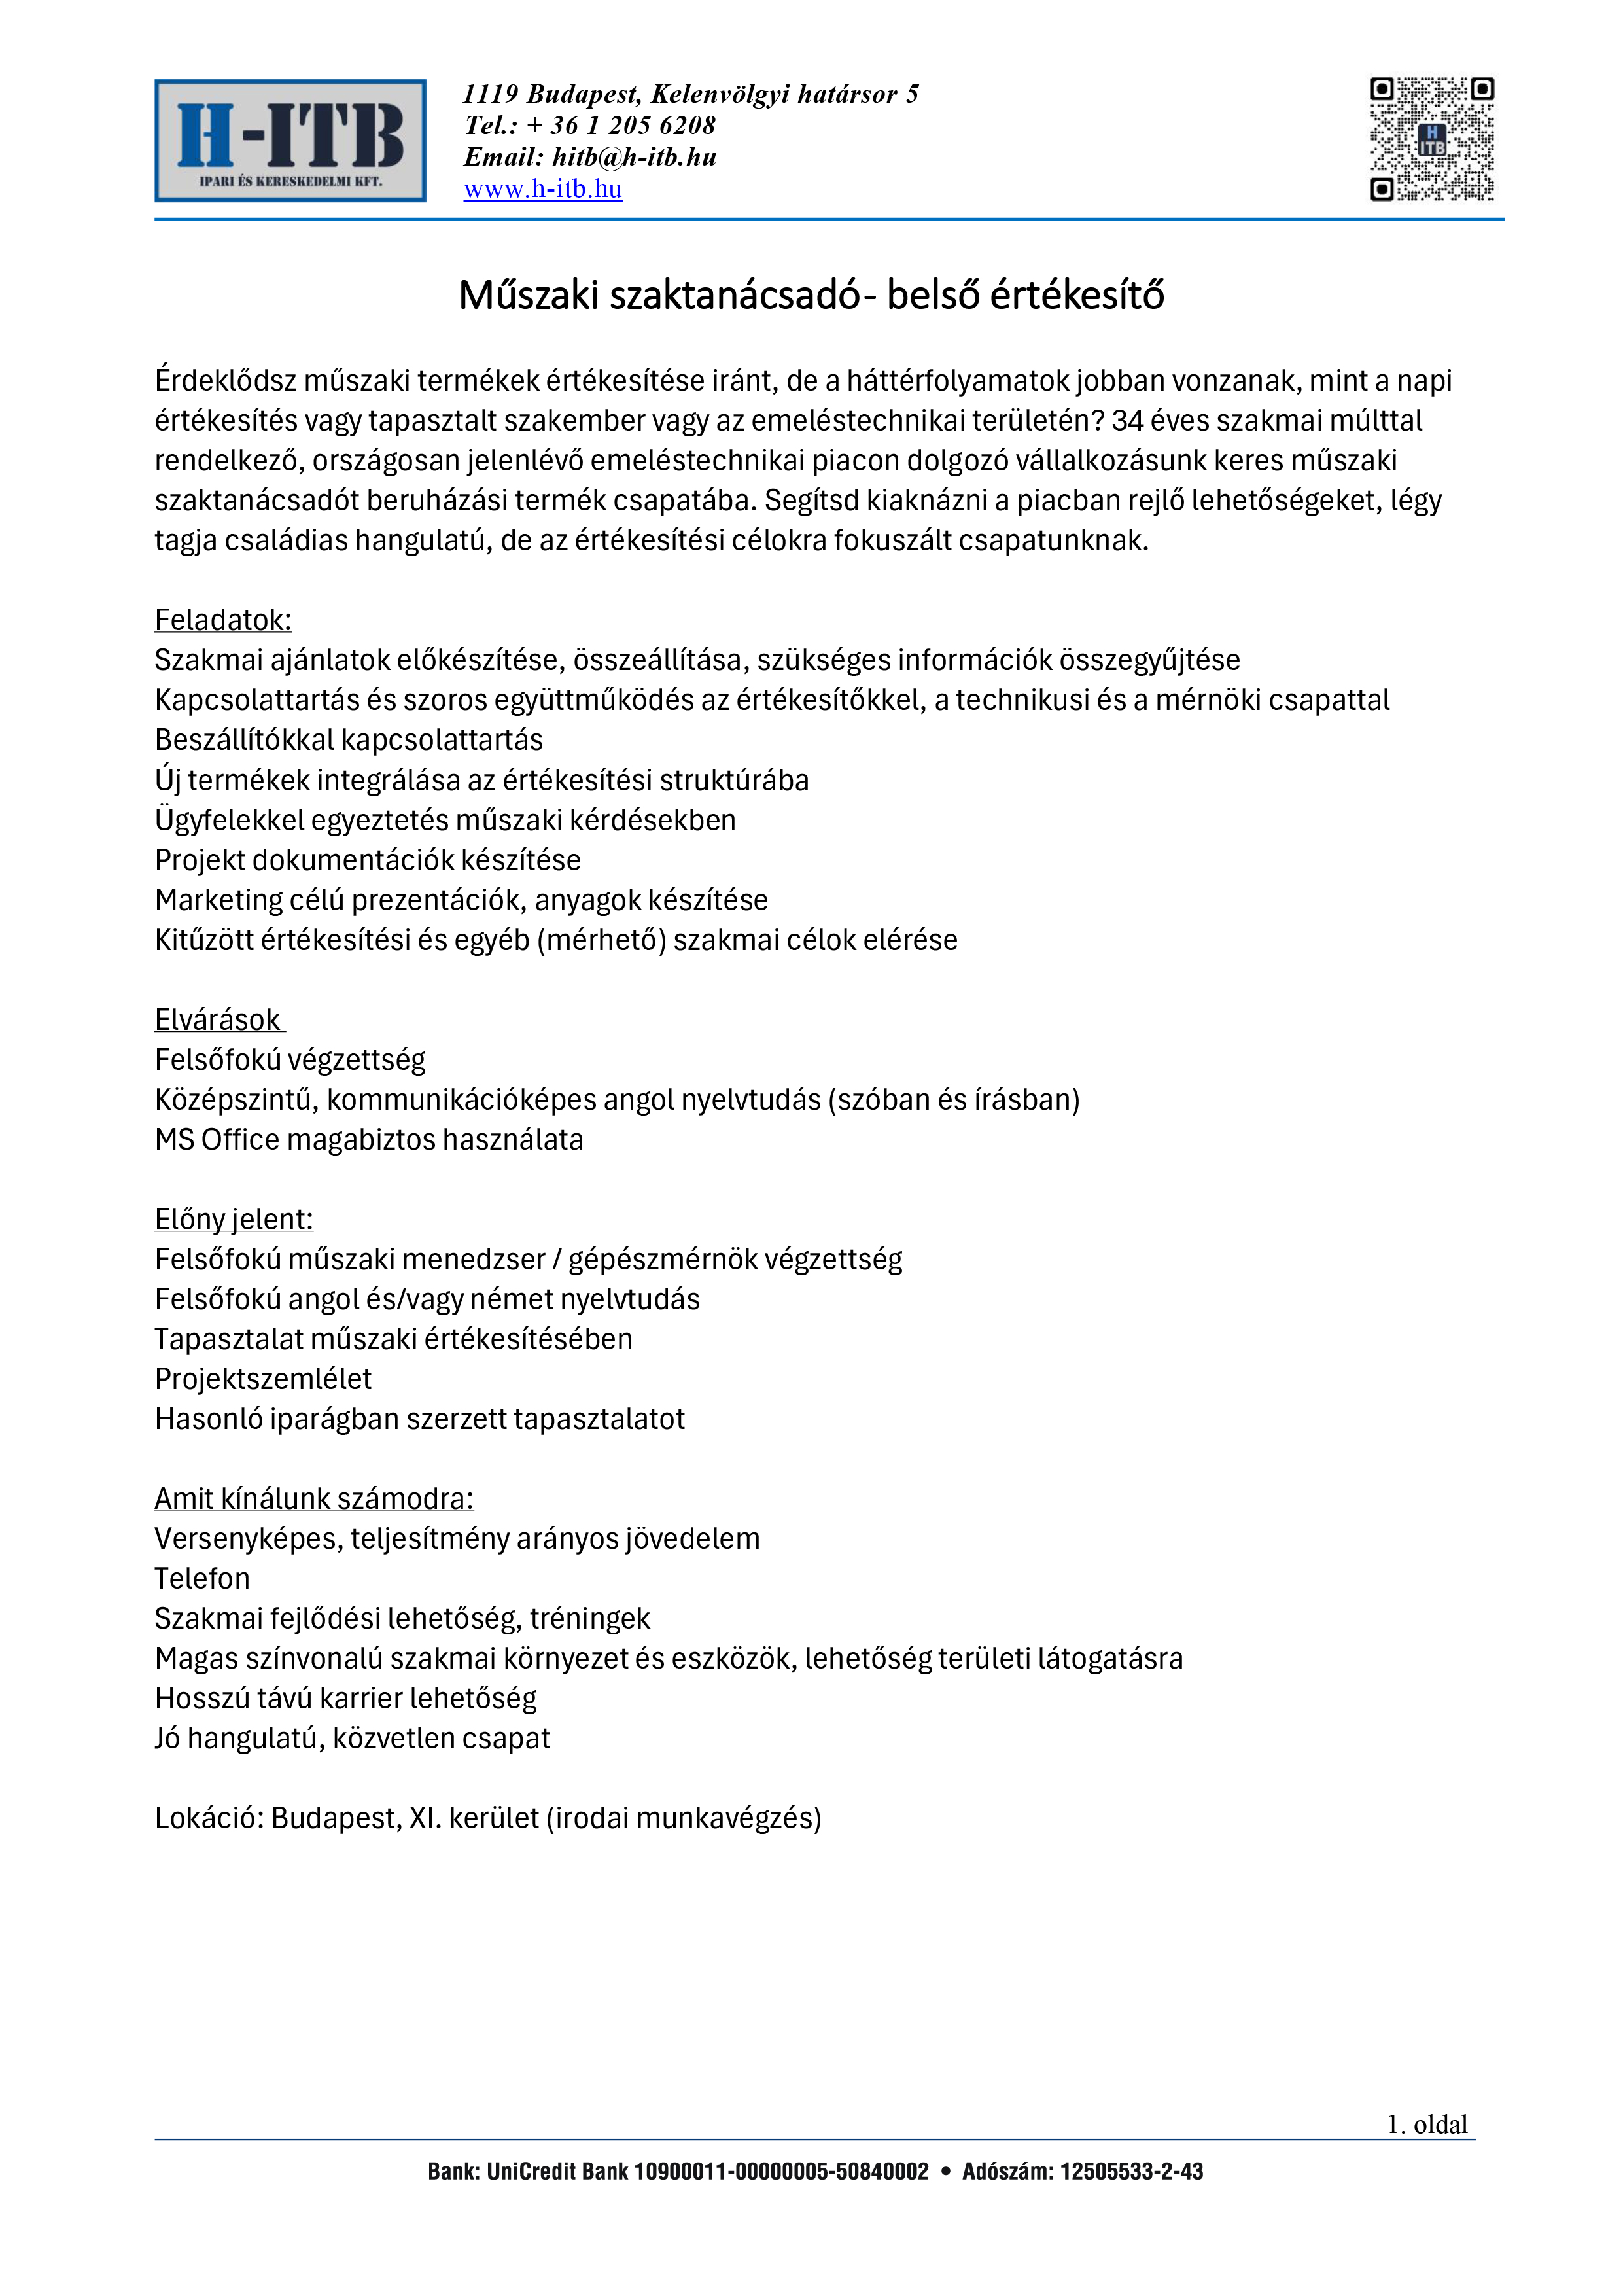 H-ITB
IPARI ÉS KERESKEDELMI KFT.
1119 Budapest, Kelenvölgyi határsor 5
Tel.: + 36 1 205 6208
Email: hitb@h-itb.hu
www.h-itb.hu
H
ITB
Műszaki szaktanácsadó- belső értékesítő
Érdeklődsz műszaki termékek értékesítése iránt, de a háttérfolyamatok jobban vonzanak, mint a napi
értékesítés vagy tapasztalt szakember vagy az emeléstechnikai területén? 34 éves szakmai múlttal
rendelkező, országosan jelenlévő emeléstechnikai piacon dolgozó vállalkozásunk keres műszaki
szaktanácsadót beruházási termék csapatába. Segítsd kiaknázni a piacban rejlő lehetőségeket, légy
tagja családias hangulatú, de az értékesítési célokra fokuszált csapatunknak.
Feladatok:
Szakmai ajánlatok előkészítése, összeállítása, szükséges információk összegyűjtése
Kapcsolattartás és szoros együttműködés az értékesítőkkel, a technikusi és a mérnöki csapattal
Beszállítókkal kapcsolattartás
Új termékek integrálása az értékesítési struktúrába
Ügyfelekkel egyeztetés műszaki kérdésekben
Projekt dokumentációk készítése
Marketing célú prezentációk, anyagok készítése
Kitűzött értékesítési és egyéb (mérhető) szakmai célok elérése
Elvárások
Felsőfokú végzettség
Középszintű, kommunikációképes angol nyelvtudás (szóban és írásban)
MS Office magabiztos használata
Előny jelent:
Felsőfokú műszaki menedzser / gépészmérnök végzettség
Felsőfokú angol és/vagy német nyelvtudás
Tapasztalat műszaki értékesítésében
Projektszemlélet
Hasonló iparágban szerzett tapasztalatot
Amit kínálunk számodra:
Versenyképes, teljesítmény arányos jövedelem
Telefon
Szakmai fejlődési lehetőség, tréningek
Magas színvonalú szakmai környezet és eszközök, lehetőség területi látogatásra
Hosszú távú karrier lehetőség
Jó hangulatú, közvetlen csapat
Lokáció: Budapest, XI. kerület (irodai munkavégzés)
1. oldal
Bank: UniCredit Bank 10900011-00000005-50840002 • Adószám: 12505533-2-43